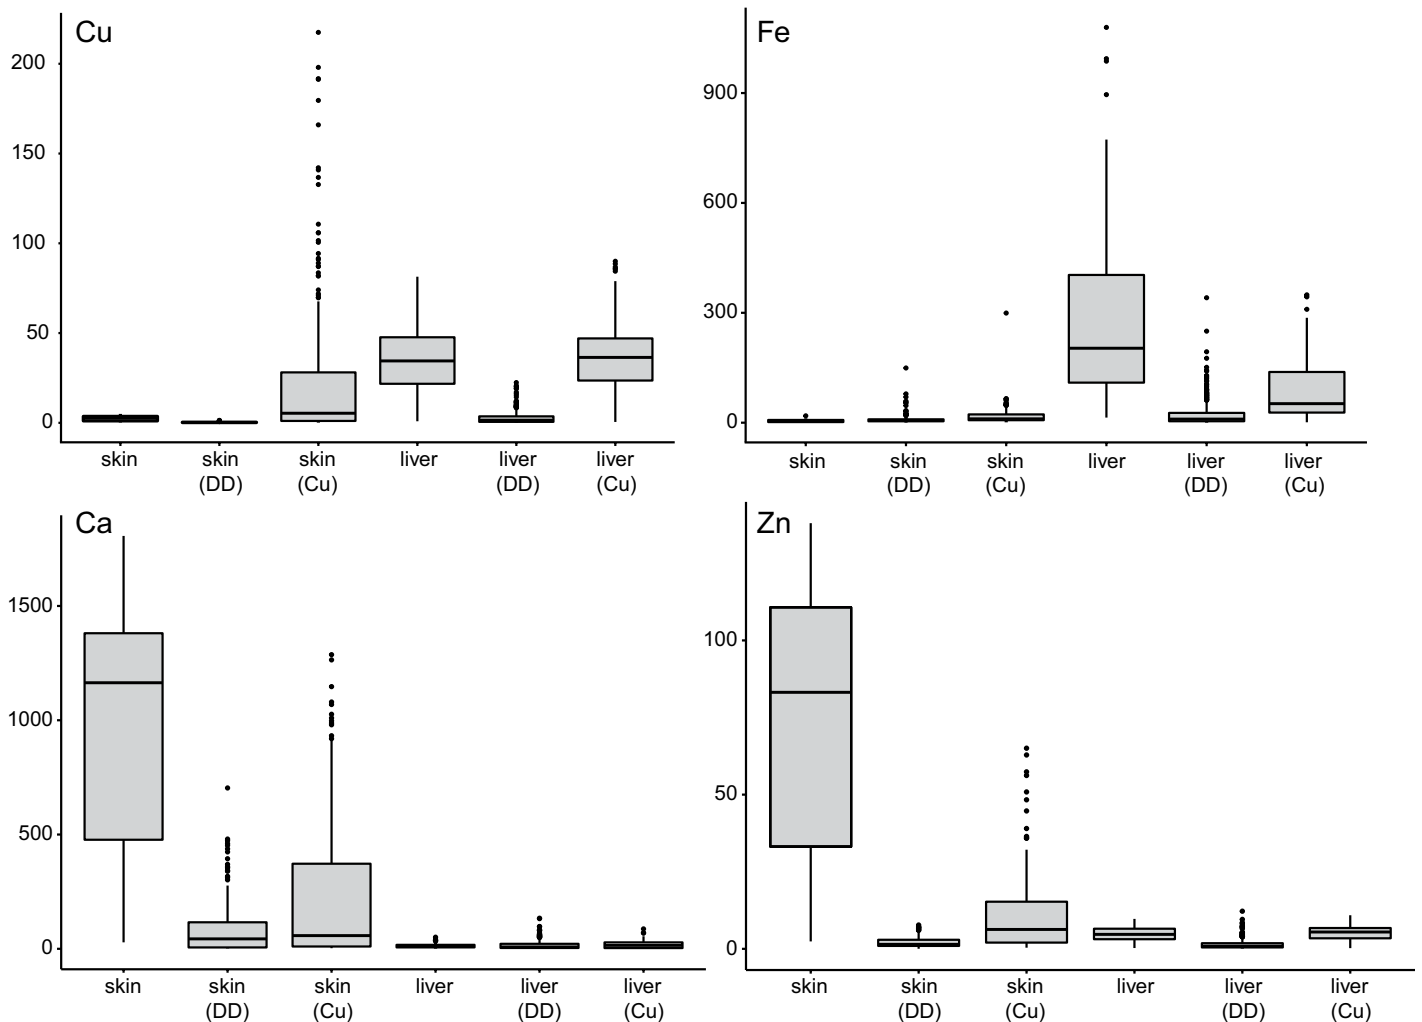 Cu
200
150
100
50
0
skin skin skin liver liver liver
(DD) (Cu) (DD) (Cu)
Fe
900
600
300
0
skin skin skin liver liver liver
(DD) (Cu) (DD) (Cu)
Ca
1500
1000
500
0
skin skin skin liver liver liver
(DD) (Cu) (DD) (Cu)
Zn
100
50
0
skin skin skin liver liver liver
(DD) (Cu) (DD) (Cu)